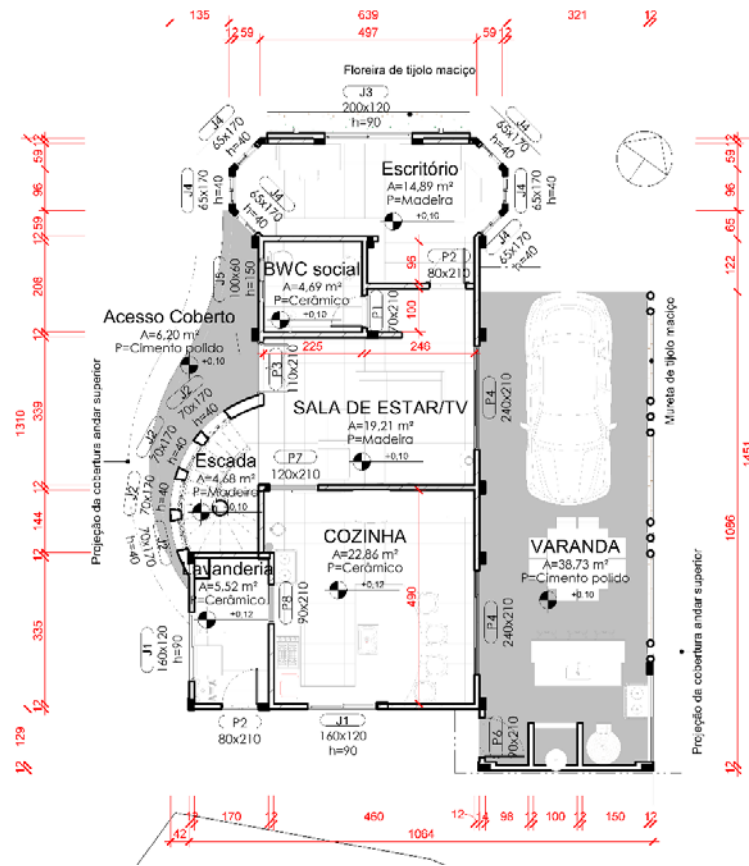 135
639
321
12
12 59
497
59 12
Floreira de tijolo maciço
J3
200x120
h=90
J4
65x170
h=40
J4
65x170
h=40
J4
65x170
h=40
J4
65x170
h=40
J4
65x170
h=40
J4
65x170
h=40
Escritório
A=14,89 m²
P=Madeira
+0,10
12
59
96
59
12
208
12
339
1310
12
144
12
335
129
12
12
59
96
65
122
1086
1451
12
J5
100x60
h=150
BWC social
A=4,69 m²
P=Cerâmico
+0,10
96
P2
80x210
P1
70x210
100
Acesso Coberto
A=6,20 m²
P=Cimento polido
+0,10
225
240
P3
110x210
P4
240x210
Mureta de tijolo maciço
J2
70x170
h=40
J2
70x170
h=40
J2
70x170
h=40
J2
70x170
h=40
SALA DE ESTAR/TV
A=19,21 m²
P=Madeira
+0,10
Projeção da cobertura andar superior
Escada
A=4,68 m²
P=Madeira
+0,10
P7
120x210
COZINHA
A=22,86 m²
P=Cerâmico
+0,12
490
VARANDA
A=38,73 m²
P=Cimento polido
+0,10
Lavanderia
A=5,52 m²
P=Cerâmico
+0,12
P8
90x210
P4
240x210
J1
160x120
h=90
Projeção da cobertura andar superior
P2
80x210
J1
160x120
h=90
P6
90x210
12
170
12
460
12
14
98
12
100
12
150
12
42
1064